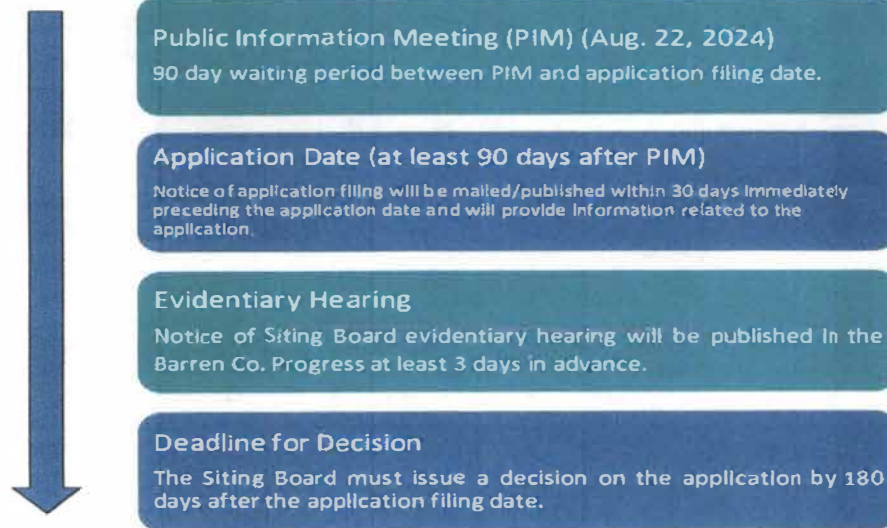 Public Information Meeting (PIM) (Aug. 22, 2024)
90 day waiting period between PIM and application filing date.
Application Date (at least 90 days after PIM)
Notice of application filing will be mailed/published within 30 days immediately
preceding the application date and will provide information related to the
application.
Evidentiary Hearing
Notice of Siting Board evidentiary hearing will be published in the
Barren Co. Progress at least 3 days in advance.
Deadline for Decision
The Siting Board must issue a decision on the application by 180
days after the application filing date.